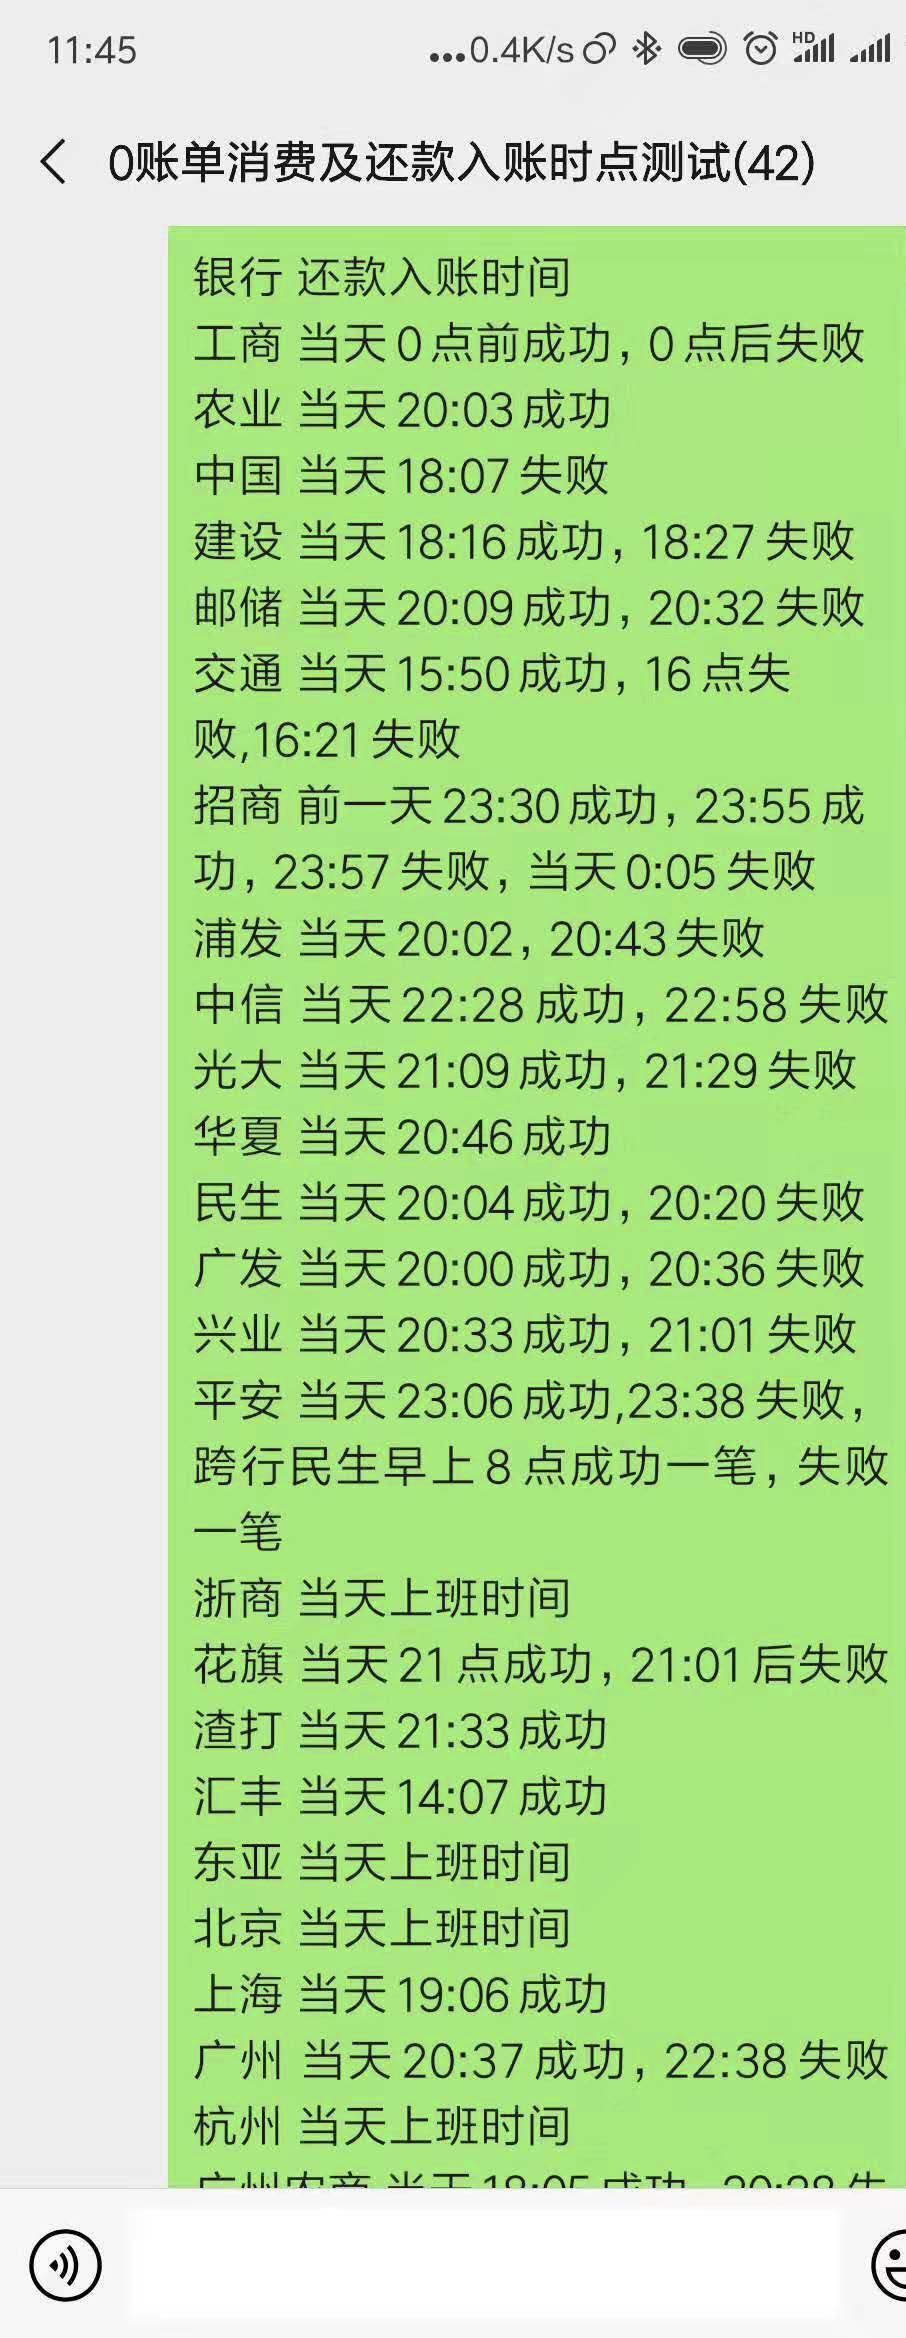 11:45
...0.4K/s
HD
0账单消费及还款入账时点测试(42)
银行 还款入账时间
工商 当天0点前成功，0点后失败
农业 当天20:03成功
中国 当天18:07失败
建设 当天18:16成功，18:27失败
邮储 当天20:09成功，20:32失败
交通 当天15:50成功，16点失
败,16:21失败
招商 前一天23:30成功，23:55成
功，23:57失败，当天0:05失败
浦发 当天20:02，20:43失败
中信 当天22:28成功，22:58失败
光大 当天21:09成功，21:29失败
华夏 当天20:46成功
民生 当天20:04成功，20:20失败
广发 当天20:00成功，20:36失败
兴业 当天20:33成功，21:01失败
平安 当天23:06成功,23:38失败，
跨行民生早上8点成功一笔，失败
一笔
浙商 当天上班时间
花旗 当天21点成功，21:01后失败
渣打 当天21:33成功
汇丰 当天14:07成功
东亚 当天上班时间
北京 当天上班时间
上海 当天19:06成功
广州 当天20:37成功，22:38失败
杭州 当天上班时间
广州农商 当天18:05成功